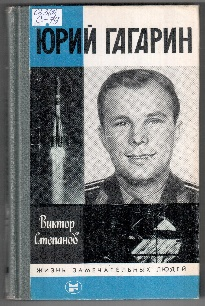 ЮРИЙ ГАГАРИН
Виктор
Степанов
ЖИЗНЬ ЗАМЕЧАТЕЛЬНЫХ ЛЮДЕЙ